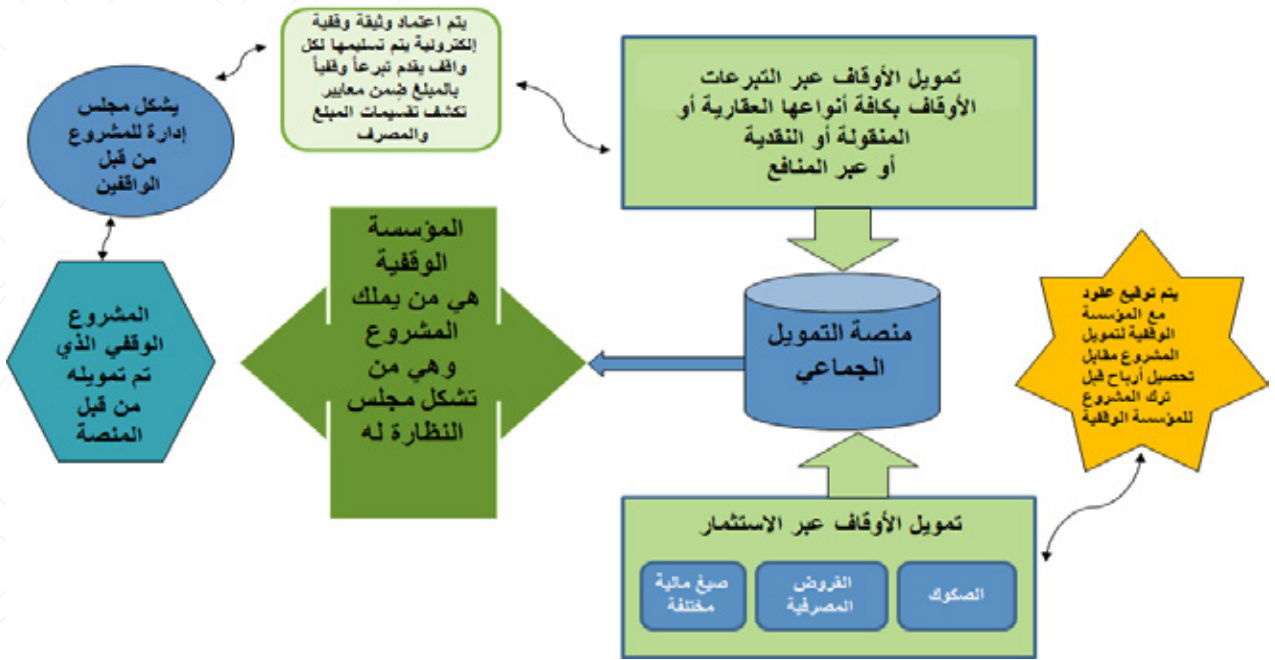 يتم اعتماد وثيقة وقفية
إلكترونية يتم تسليمها لكل
واقف يقدم تبرعاً وقفياً
بالمبلغ ضِمن معايير
تكشف تقسيمات المبلغ
والمصرف
تمويل الأوقاف عبر التبرعات
الأوقاف بكافة أنواعها العقارية أو
المنقولة أو النقدية
أو عبر المنافع
يشكل مجلس
إدارة للمشروع
من قبل
الواقفين
المؤسسة
الوقفية
هي من يملك
المشروع
وهي من
تشكل مجلس
النظارة له
منصة التمويل
الجماعي
يتم توقيع عقود
مع المؤسسة
الوقفية لتمويل
المشروع مقابل
تحصيل أرباح قبل
ترك المشروع
للمؤسسة الوقفية
المشروع
الوقفي الذي
تم تمويله
من قبل
المنصة
تمويل الأوقاف عبر الاستثمار
الصكوك
القروض
المصرفية
صيغ مالية
مختلفة